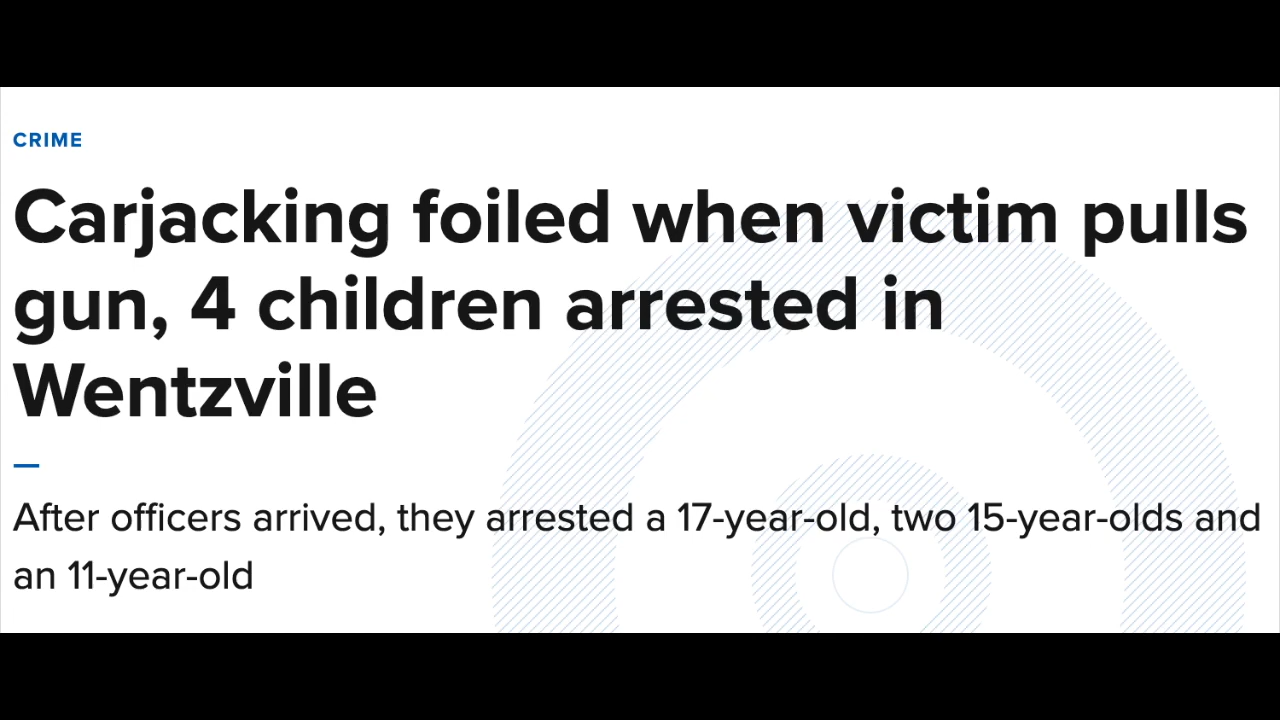 CRIME
Carjacking foiled when victim pulls
gun, 4 children arrested in
Wentzville
After officers arrived, they arrested a 17-year-old, two 15-year-olds and
an 11-year-old